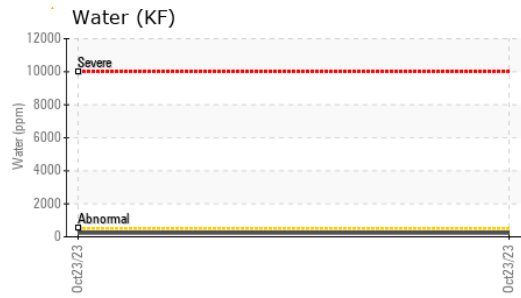 Water (KF)
12000
10000
8000
6000
4000
2000
0
Water (ppm)
Severe
Abnormal
Oct23/23
Oct23/23